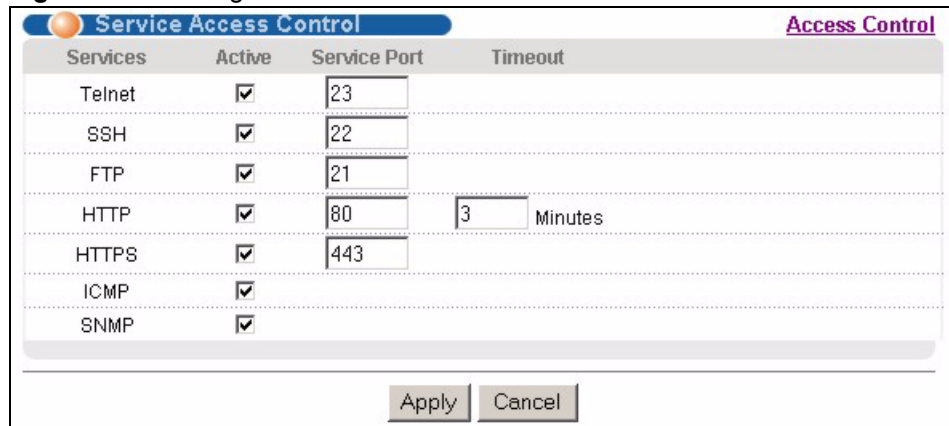 Service Access Control Access Control
Services Active Service Port Timeout
Telnet 23
SSH 22
FTP 21
HTTP 80 3 Minutes
HTTPS 443
ICMP
SNMP
Apply Cancel